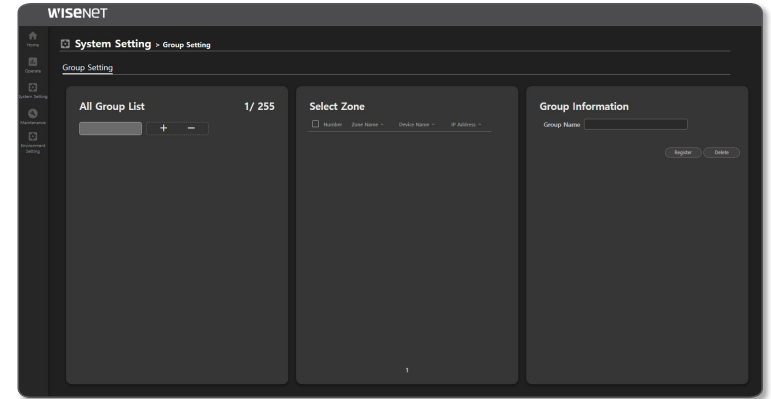 WISENET
Home
System Setting > Group Setting
Operate
Group Setting
System Setting
Maintenance
Environment
Setting
All Group List 1/ 255
+ −
Select Zone
Number Zone Name Device Name IP Address
1
Group Information
Group Name
Register Delete